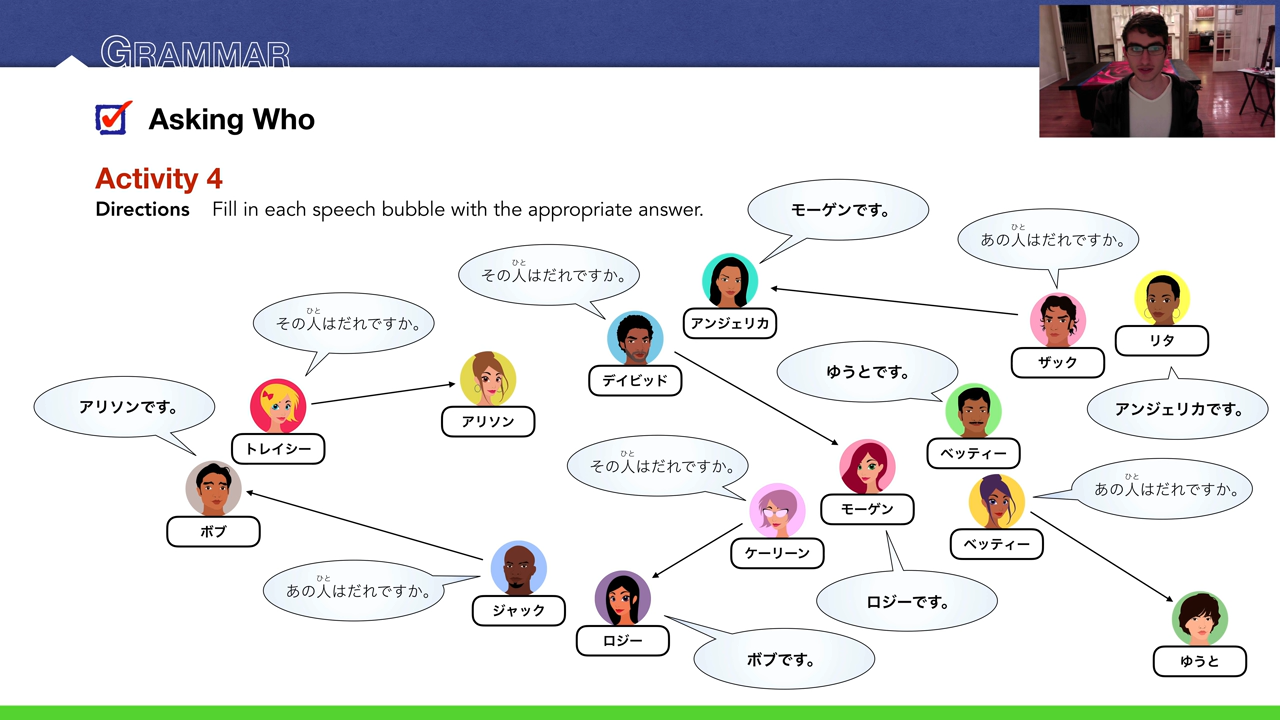 GRAMMAR
Asking Who
Activity 4
Directions Fill in each speech bubble with the appropriate answer.
モーゲンです。
ひと
あの人はだれですか。
ひと
その人はだれですか。
アンジェリカ
ザック
リタ
ひと
その人はだれですか。
デイビッド
ゆうとです。
アンジェリカです。
アリソンです。
トレイシー
アリソン
ベッティー
ひと
その人はだれですか。
モーゲン
ひと
あの人はだれですか。
ボブ
ケーリーン
ベッティー
ひと
あの人はだれですか。
ジャック
ロジー
ロジーです。
ボブです。
ゆうと